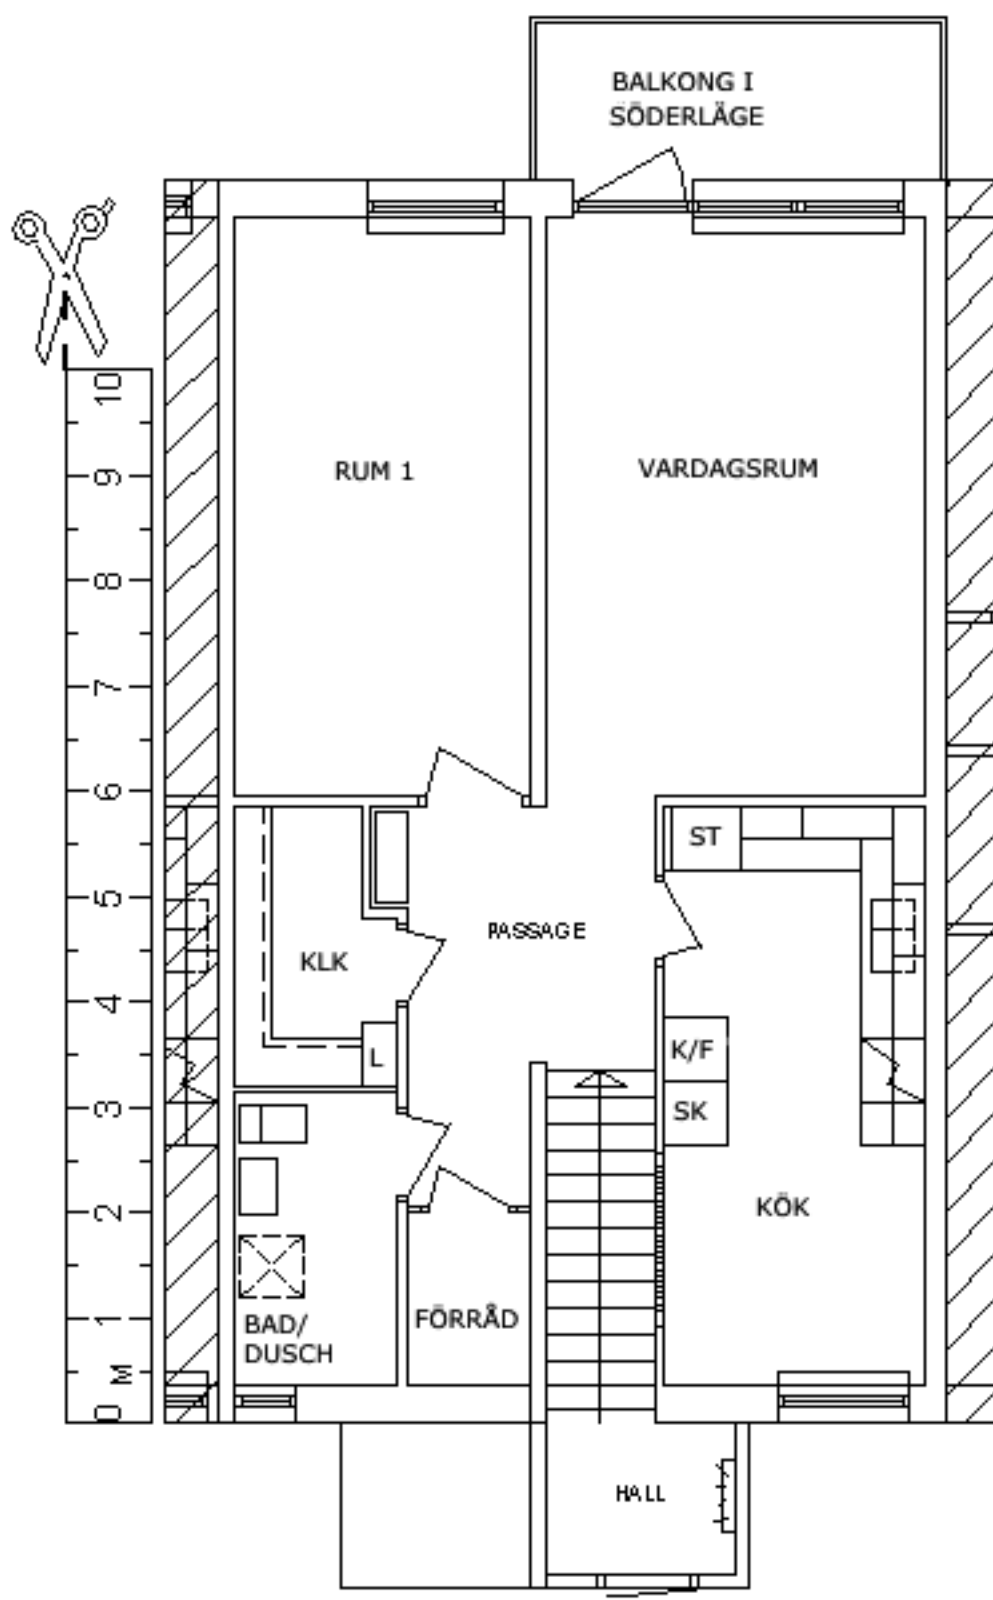 BALKONG I
SÖDERLÄGE
RUM 1
VARDAGSRUM
10
9
8
7
6
5
4
3
2
1
M
0
ST
PASSAGE
KLK
L
K/F
SK
KÖK
BAD/
DUSCH
FÖRRÅD
HALL